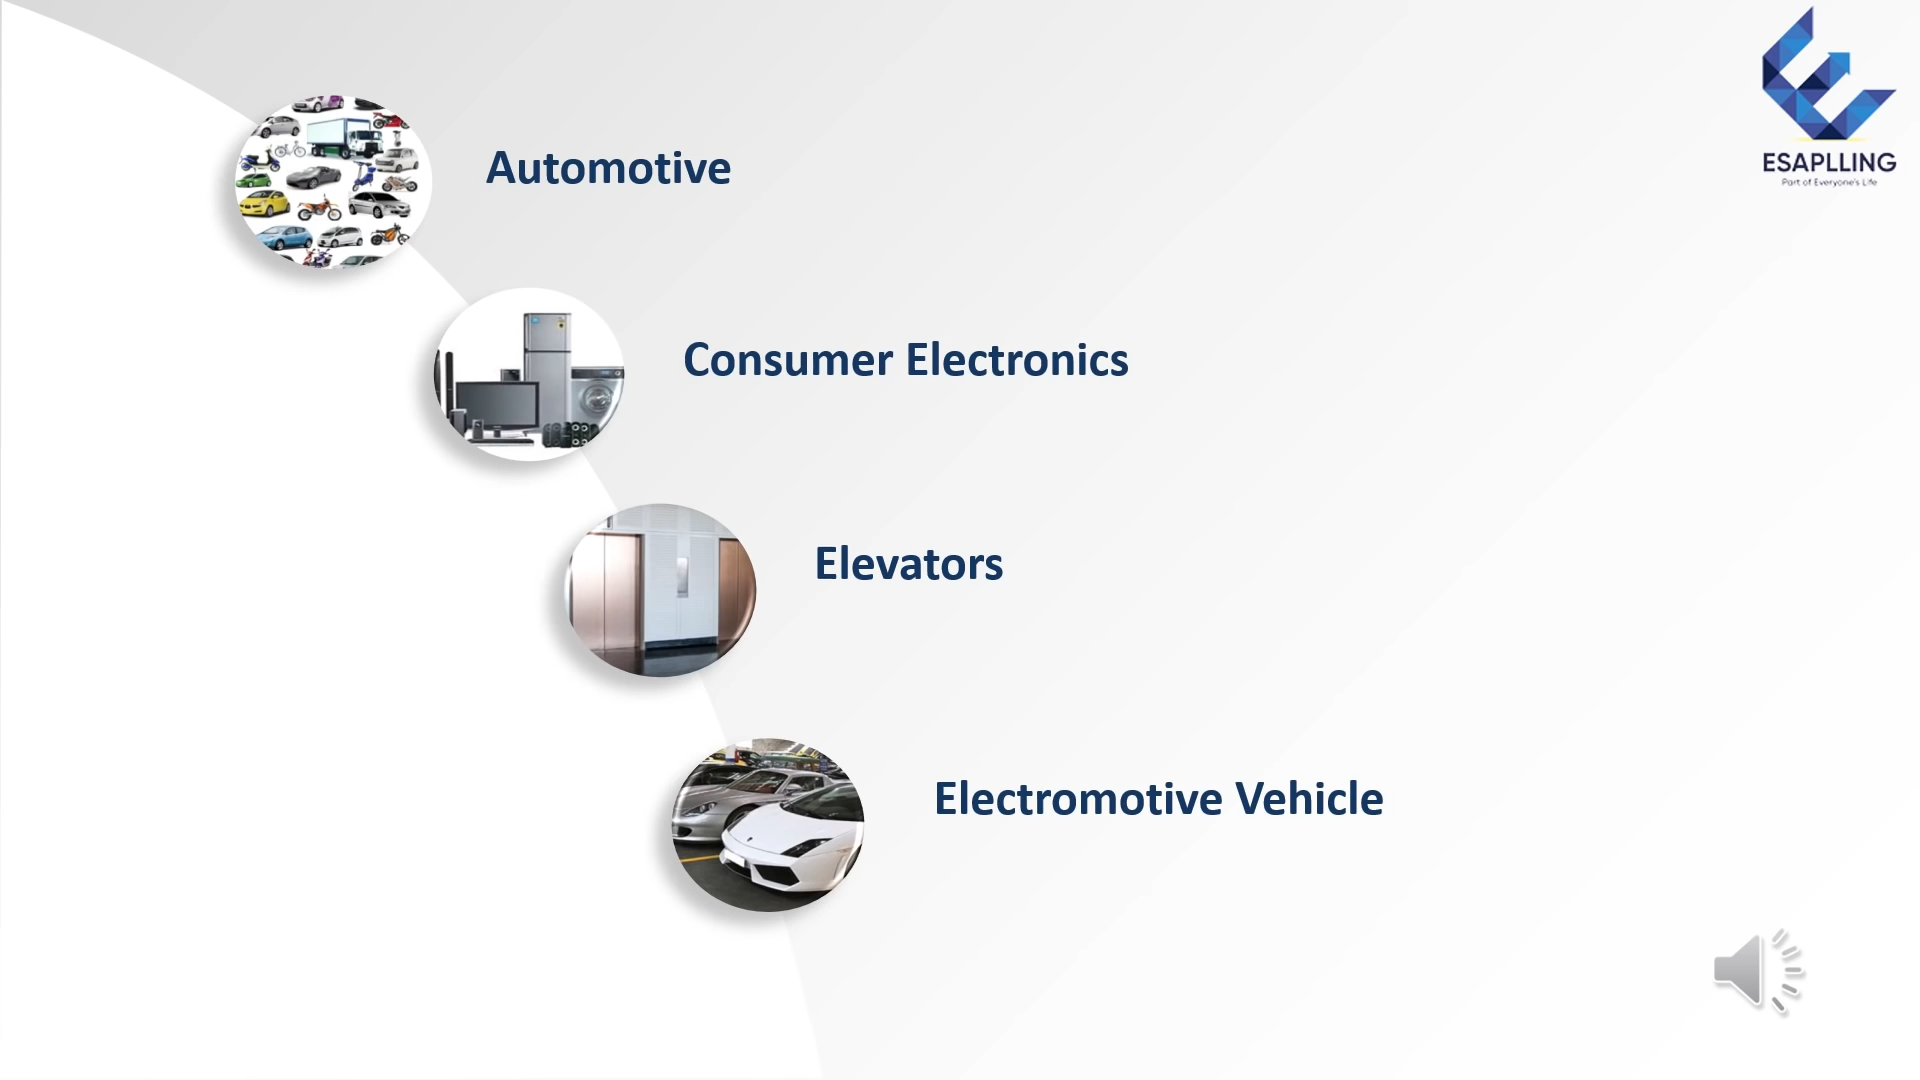 ESAPLLING
Part of Everyone's Life
Automotive
Consumer Electronics
Elevators
Electromotive Vehicle